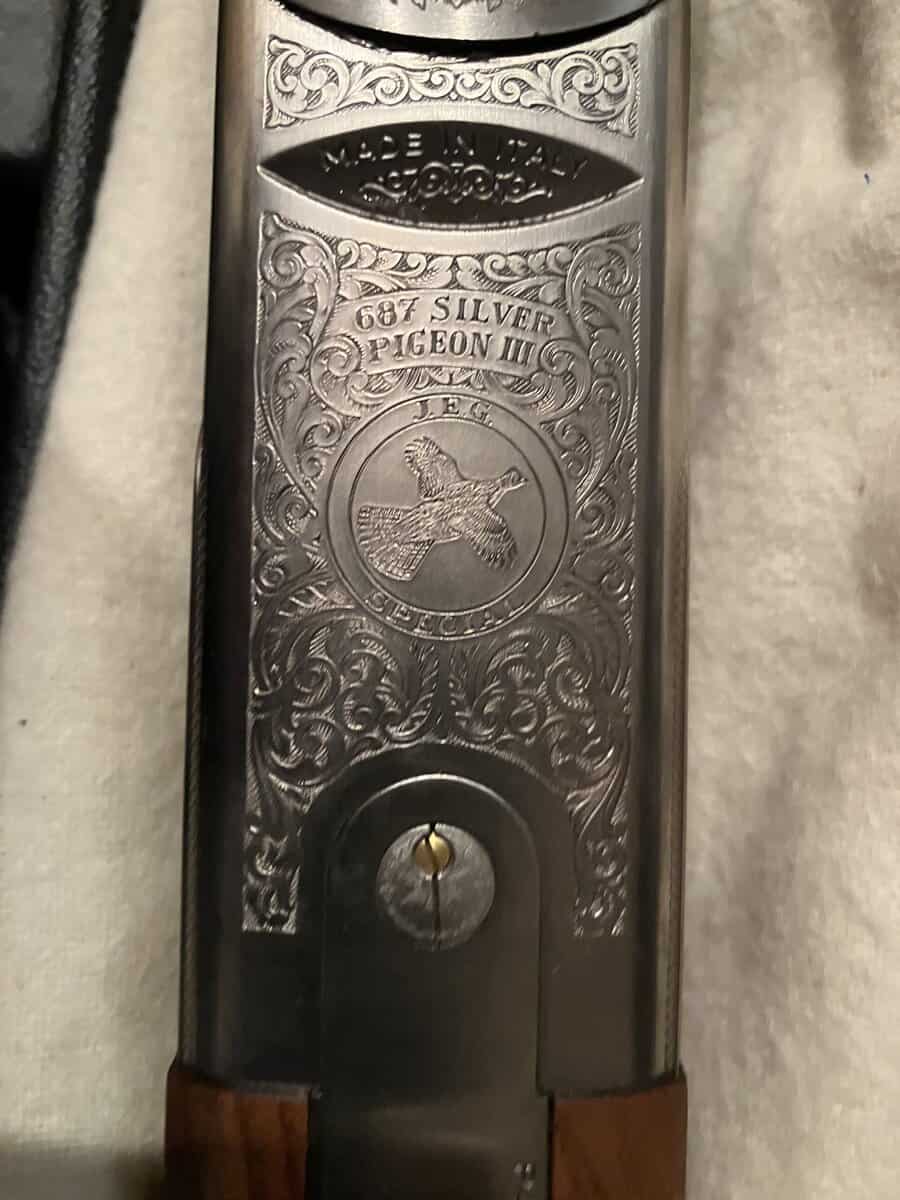 MADE IN ITALY
687 SILVER
PIGEON III
J.E.G.
SPECIAL